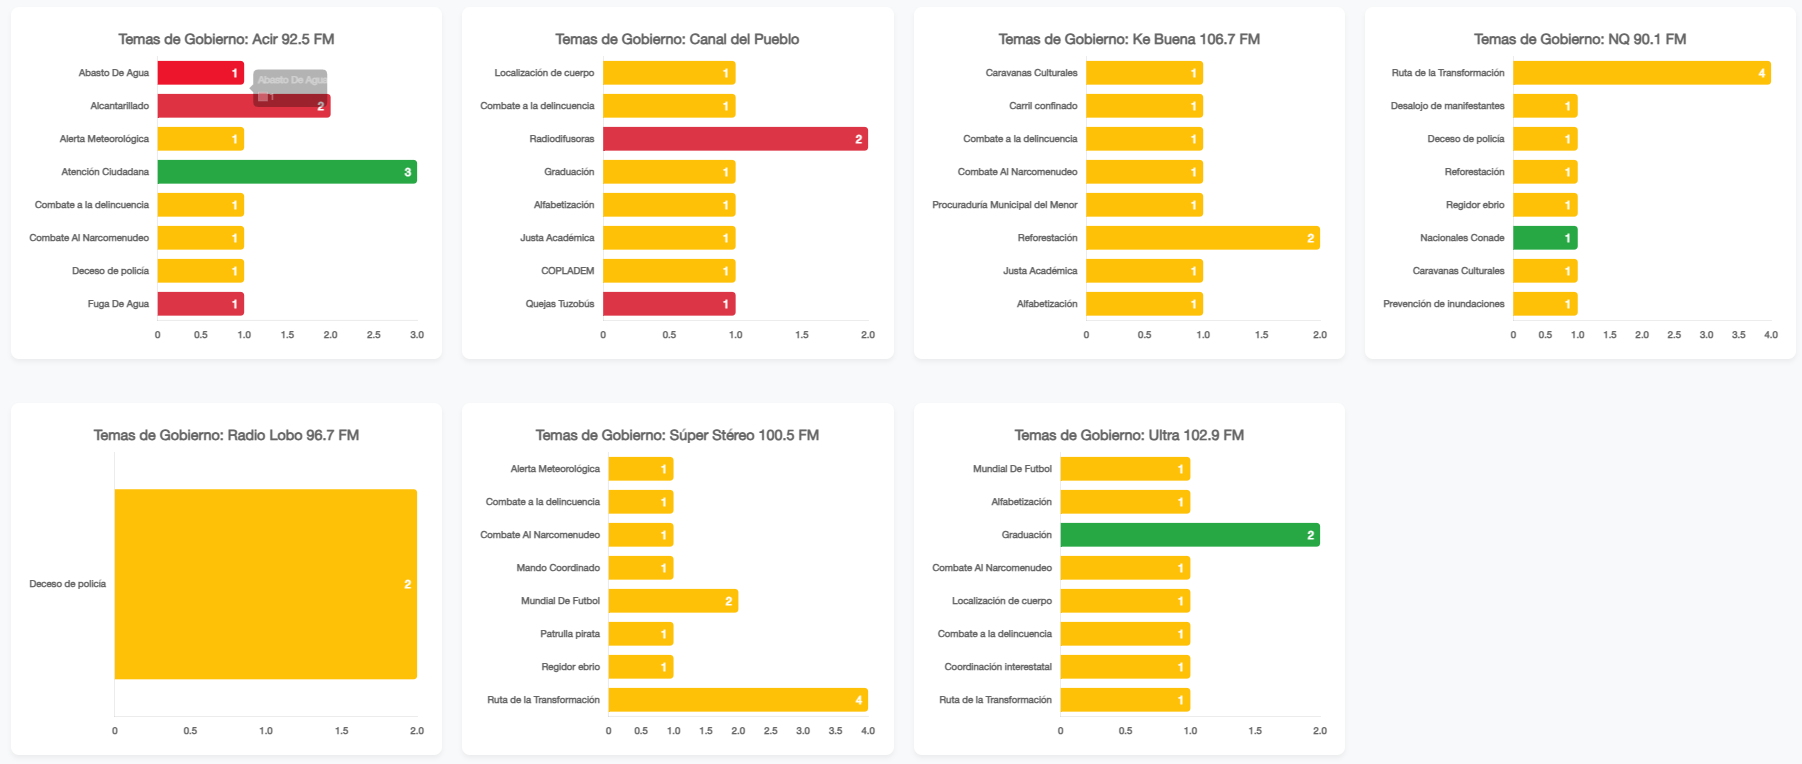 Temas de Gobierno: Acir 92.5 FM
Abasto De Agua 1
Abasto De Agua
1
Alcantarillado 2
Alerta Meteorológica 1
Atención Ciudadana 3
Combate a la delincuencia 1
Combate Al Narcomenudeo 1
Deceso de policía 1
Fuga De Agua 1
0 0.5 1.0 1.5 2.0 2.5 3.0
Temas de Gobierno: Canal del Pueblo
Localización de cuerpo 1
Combate a la delincuencia 1
Radiodifusoras 2
Graduación 1
Alfabetización 1
Justa Académica 1
COPLADEM 1
Quejas Tuzobús 1
0 0.5 1.0 1.5 2.0
Temas de Gobierno: Ke Buena 106.7 FM
Caravanas Culturales 1
Carril confinado 1
Combate a la delincuencia 1
Combate Al Narcomenudeo 1
Procuraduría Municipal del Menor 1
Reforestación 2
Justa Académica 1
Alfabetización 1
0 0.5 1.0 1.5 2.0
Temas de Gobierno: NQ 90.1 FM
Ruta de la Transformación 4
Desalojo de manifestantes 1
Deceso de policía 1
Reforestación 1
Regidor ebrio 1
Nacionales Conade 1
Caravanas Culturales 1
Prevención de inundaciones 1
0 0.5 1.0 1.5 2.0 2.5 3.0 3.5 4.0
Temas de Gobierno: Radio Lobo 96.7 FM
Deceso de policía 2
0 0.5 1.0 1.5 2.0
Temas de Gobierno: Súper Stéreo 100.5 FM
Alerta Meteorológica 1
Combate a la delincuencia 1
Combate Al Narcomenudeo 1
Mando Coordinado 1
Mundial De Futbol 2
Patrulla pirata 1
Regidor ebrio 1
Ruta de la Transformación 4
0 0.5 1.0 1.5 2.0 2.5 3.0 3.5 4.0
Temas de Gobierno: Ultra 102.9 FM
Mundial De Futbol 1
Alfabetización 1
Graduación 2
Combate Al Narcomenudeo 1
Localización de cuerpo 1
Combate a la delincuencia 1
Coordinación interestatal 1
Ruta de la Transformación 1
0 0.5 1.0 1.5 2.0